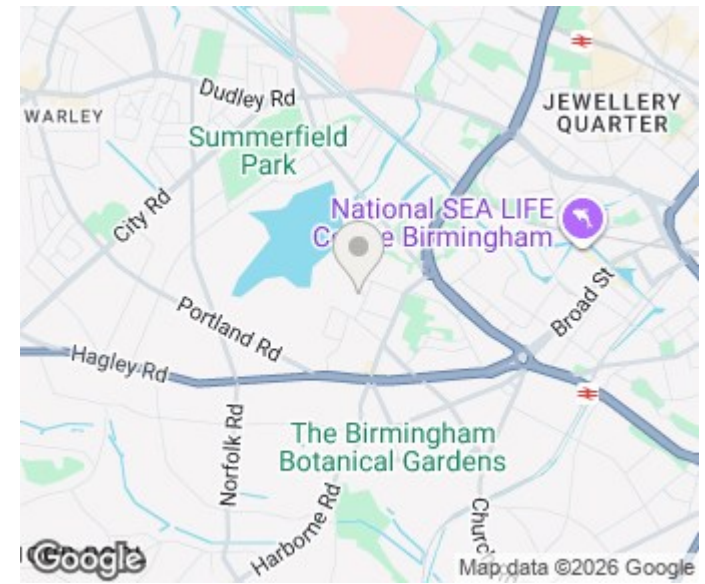 Dudley Rd
WARLEY
JEWELLERY
QUARTER
Summerfield
Park
City Rd
National SEA LIFE
Birmingham
Broad St
Portland Rd
Hagley Rd
Norfolk Rd
The Birmingham
Botanical Gardens
Harborne Rd
Google
Map data ©2026 Google